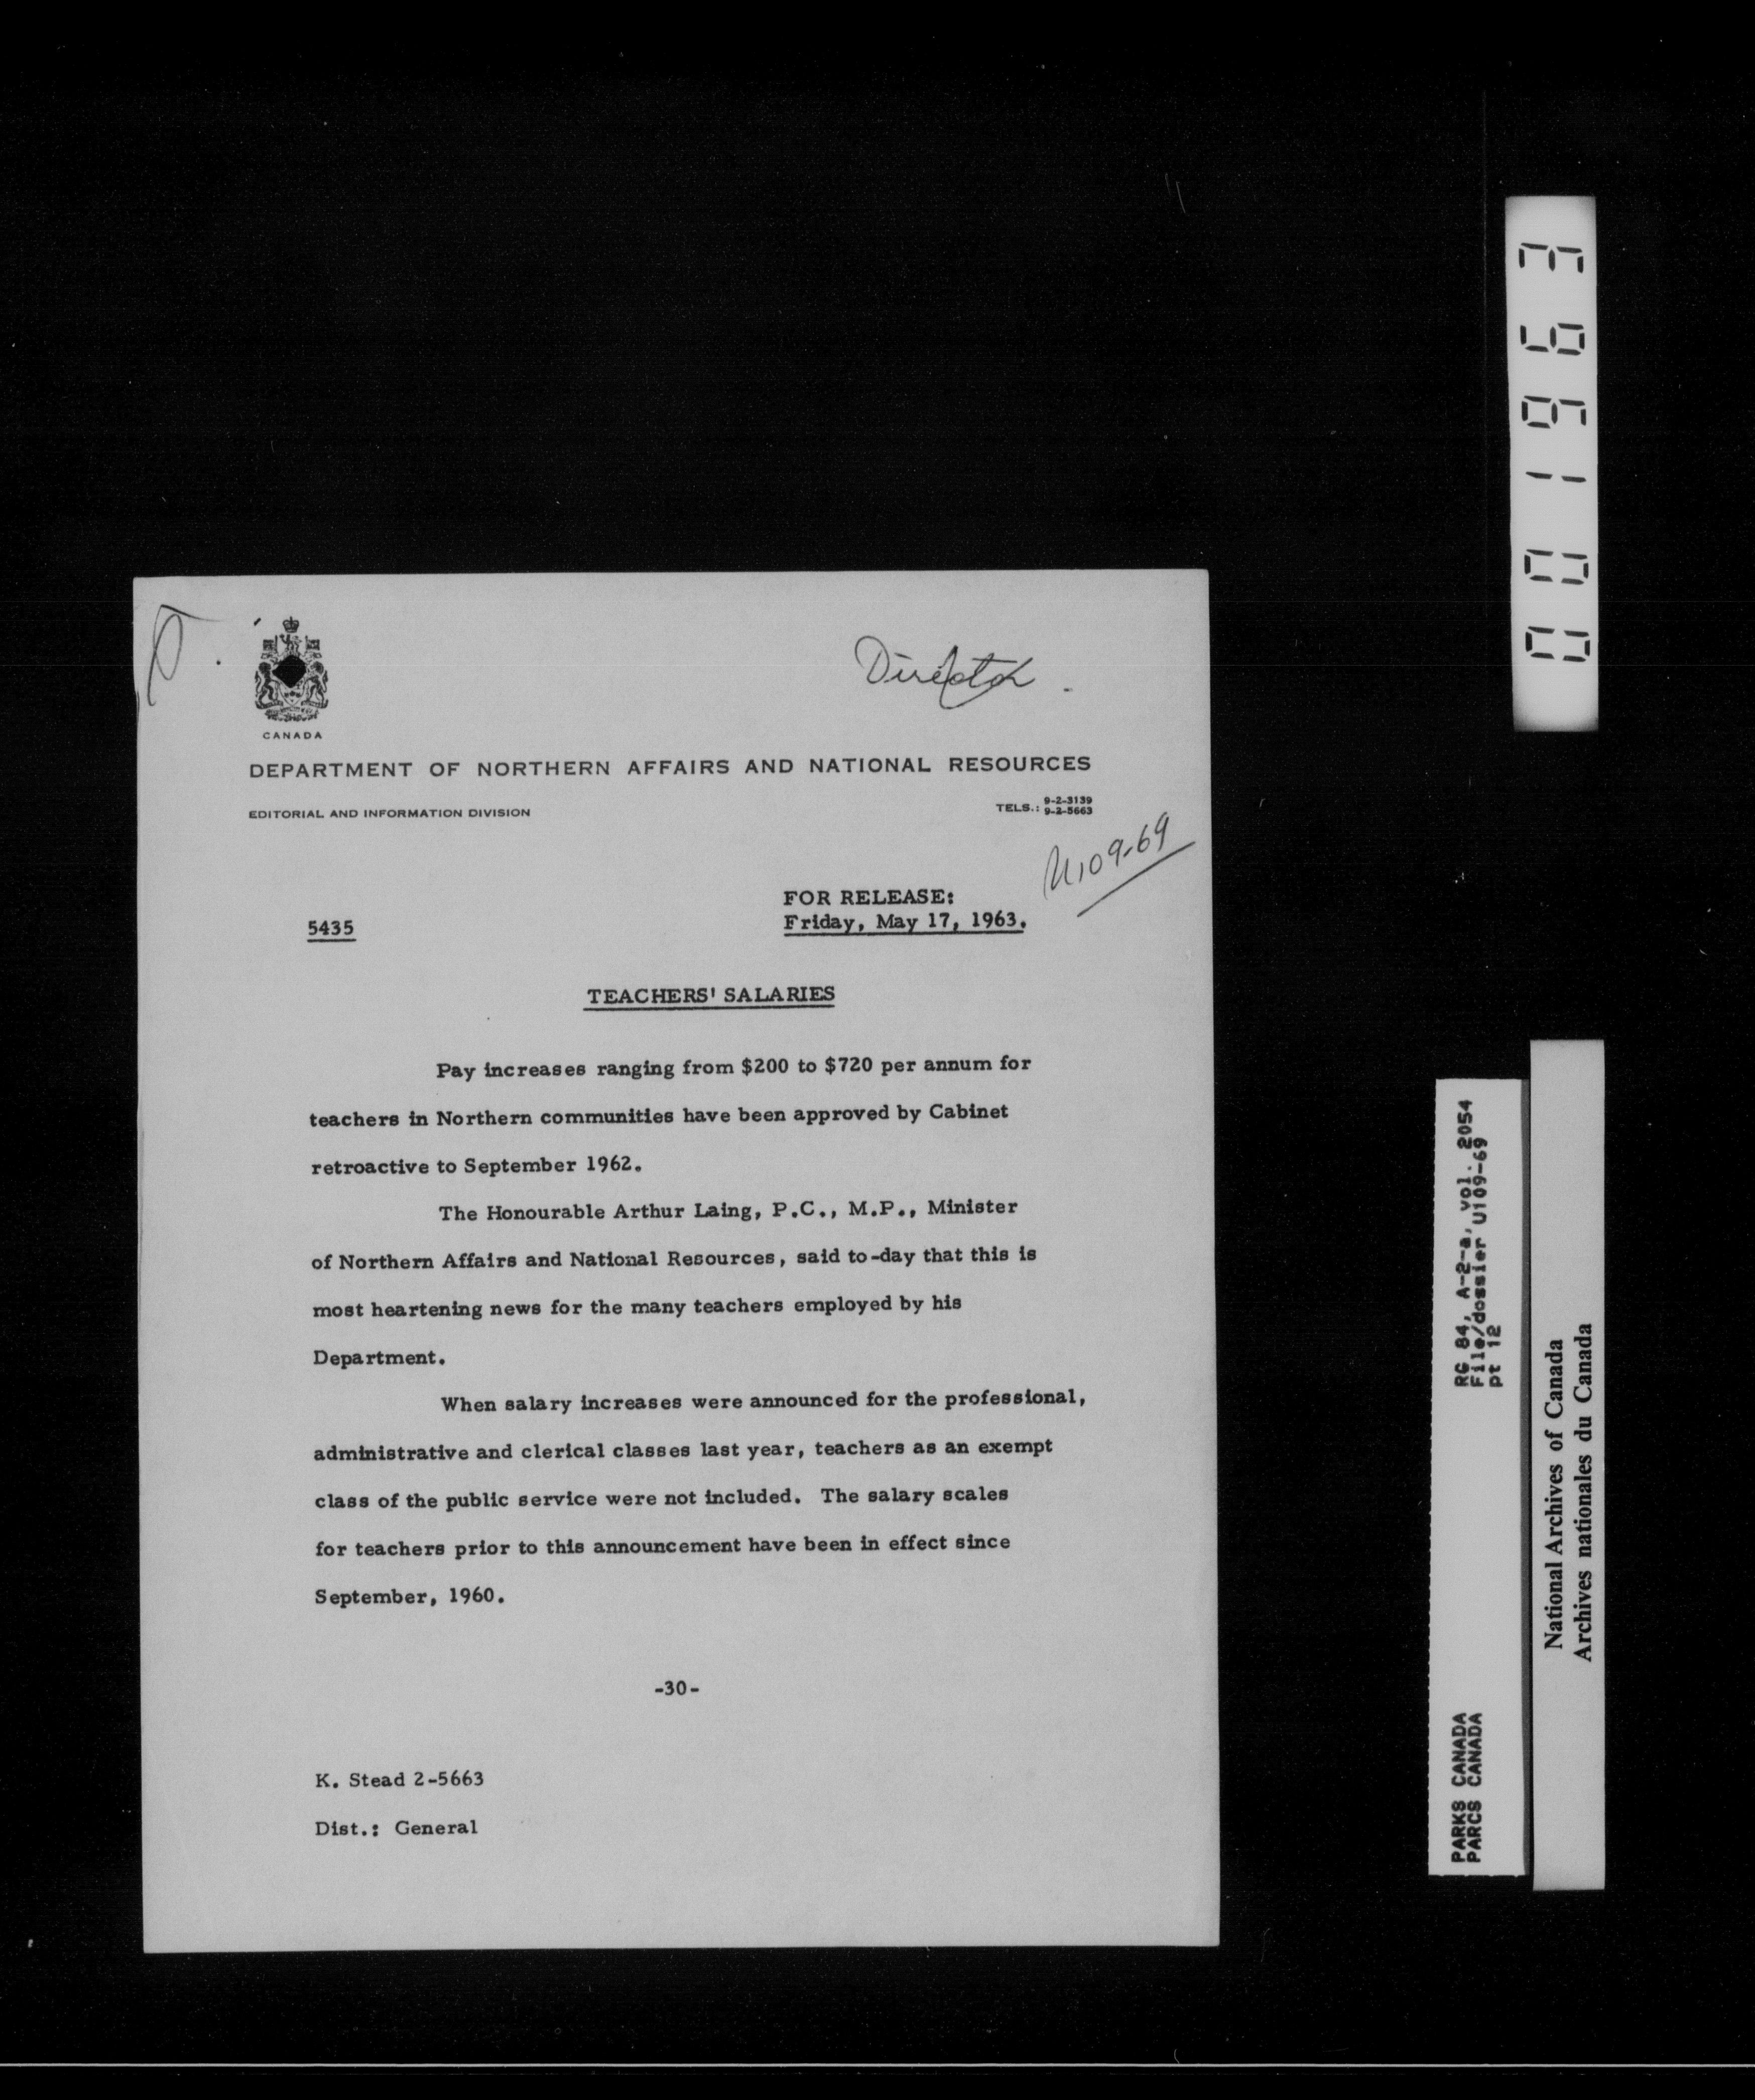 Director.
CANADA
DEPARTMENT OF NORTHERN AFFAIRS AND NATIONAL RESOURCES
EDITORIAL AND INFORMATION DIVISION
TELS.: 9-2-3139
9-2-5663
U109-69
FOR RELEASE:
5435
Friday, May 17, 1963.
TEACHERS' SALARIES
Pay increases ranging from $200 to $720 per annum for
teachers in Northern communities have been approved by Cabinet
retroactive to September 1962.
The Honourable Arthur Laing, P.C., M.P., Minister
of Northern Affairs and National Resources, said to-day that this is
most heartening news for the many teachers employed by his
Department.
When salary increases were announced for the professional,
administrative and clerical classes last year, teachers as an exempt
class of the public service were not included. The salary scales
for teachers prior to this announcement have been in effect since
September, 1960.
-30-
K. Stead 2-5663
Dist.: General
001963
RG 84, A-2-a, vol. 2054
File/dossier U109-69
pt 12
PARKS CANADA
PARCS CANADA
National Archives of Canada
Archives nationales du Canada